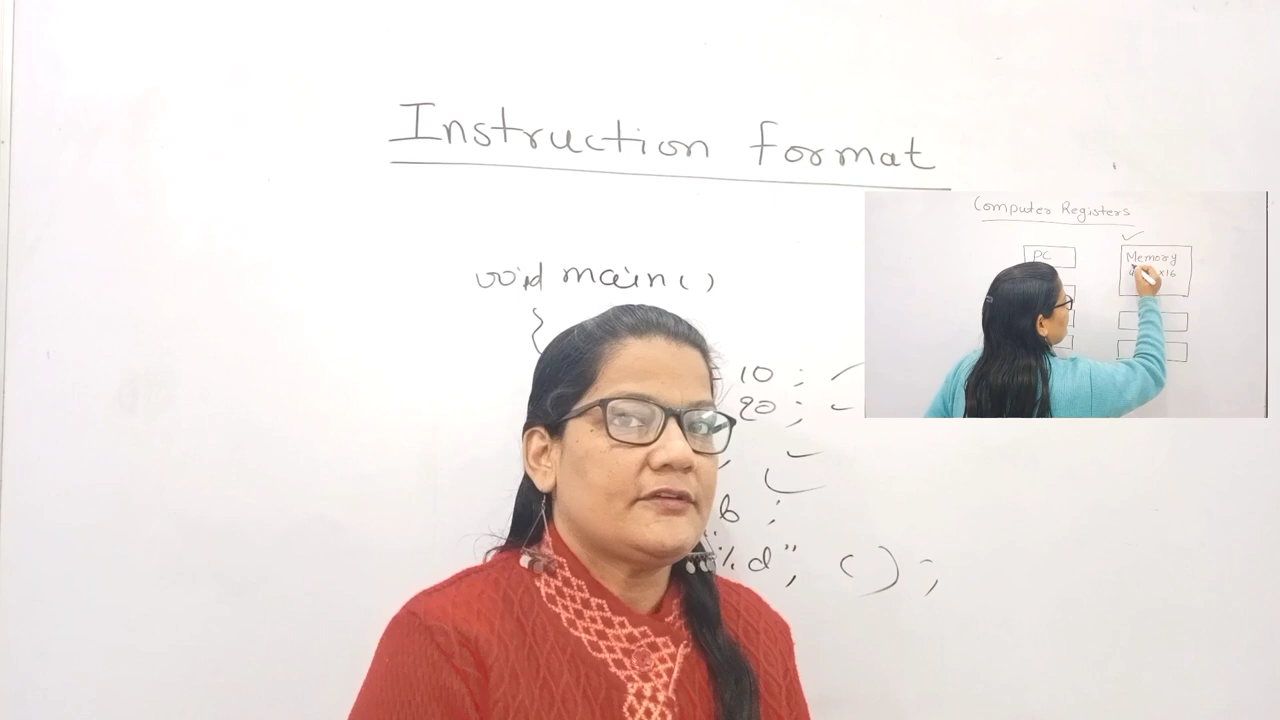 Instruction format
void main()
{
= 10 ;
20 ;
,
b ;
"%d", ( ) ;
Computer Registers
PC
Memory
x16